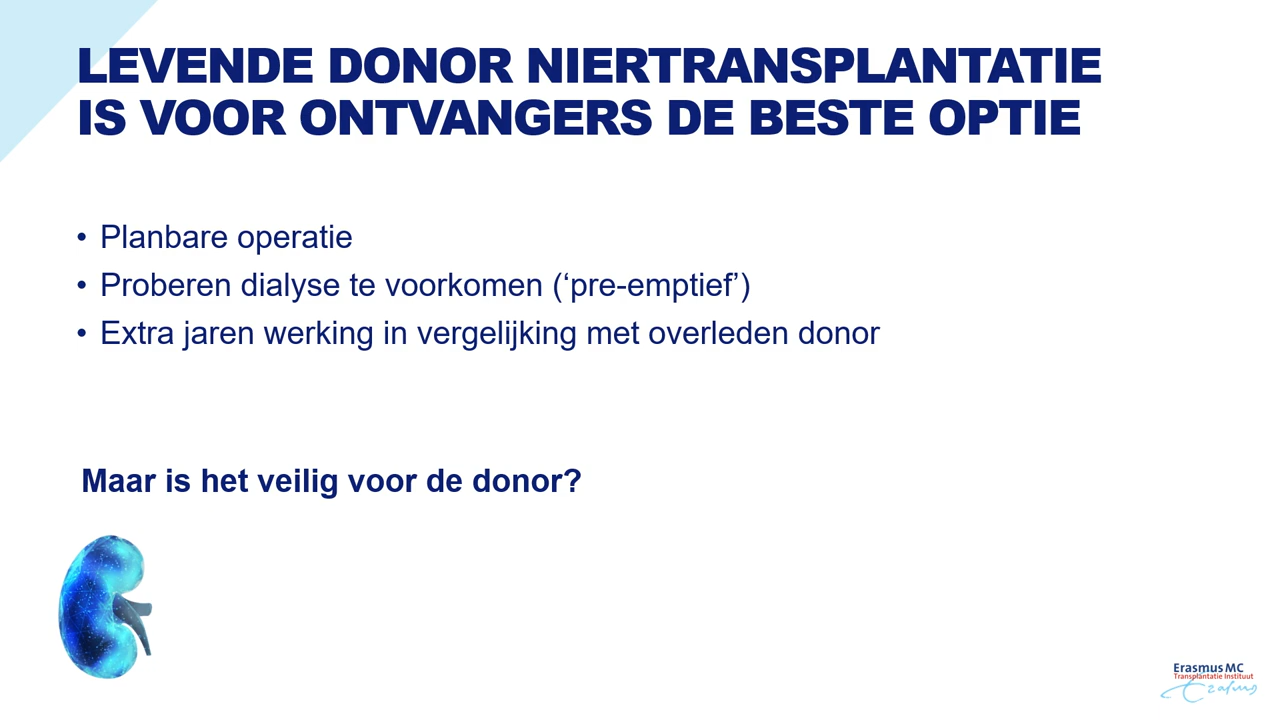 LEVENDE DONOR NIERTRANSPLANTATIE
IS VOOR ONTVANGERS DE BESTE OPTIE
• Planbare operatie
• Proberen dialyse te voorkomen (‘pre-emptief’)
• Extra jaren werking in vergelijking met overleden donor
Maar is het veilig voor de donor?
Erasmus MC
Transplantatie Instituut
Erasmus